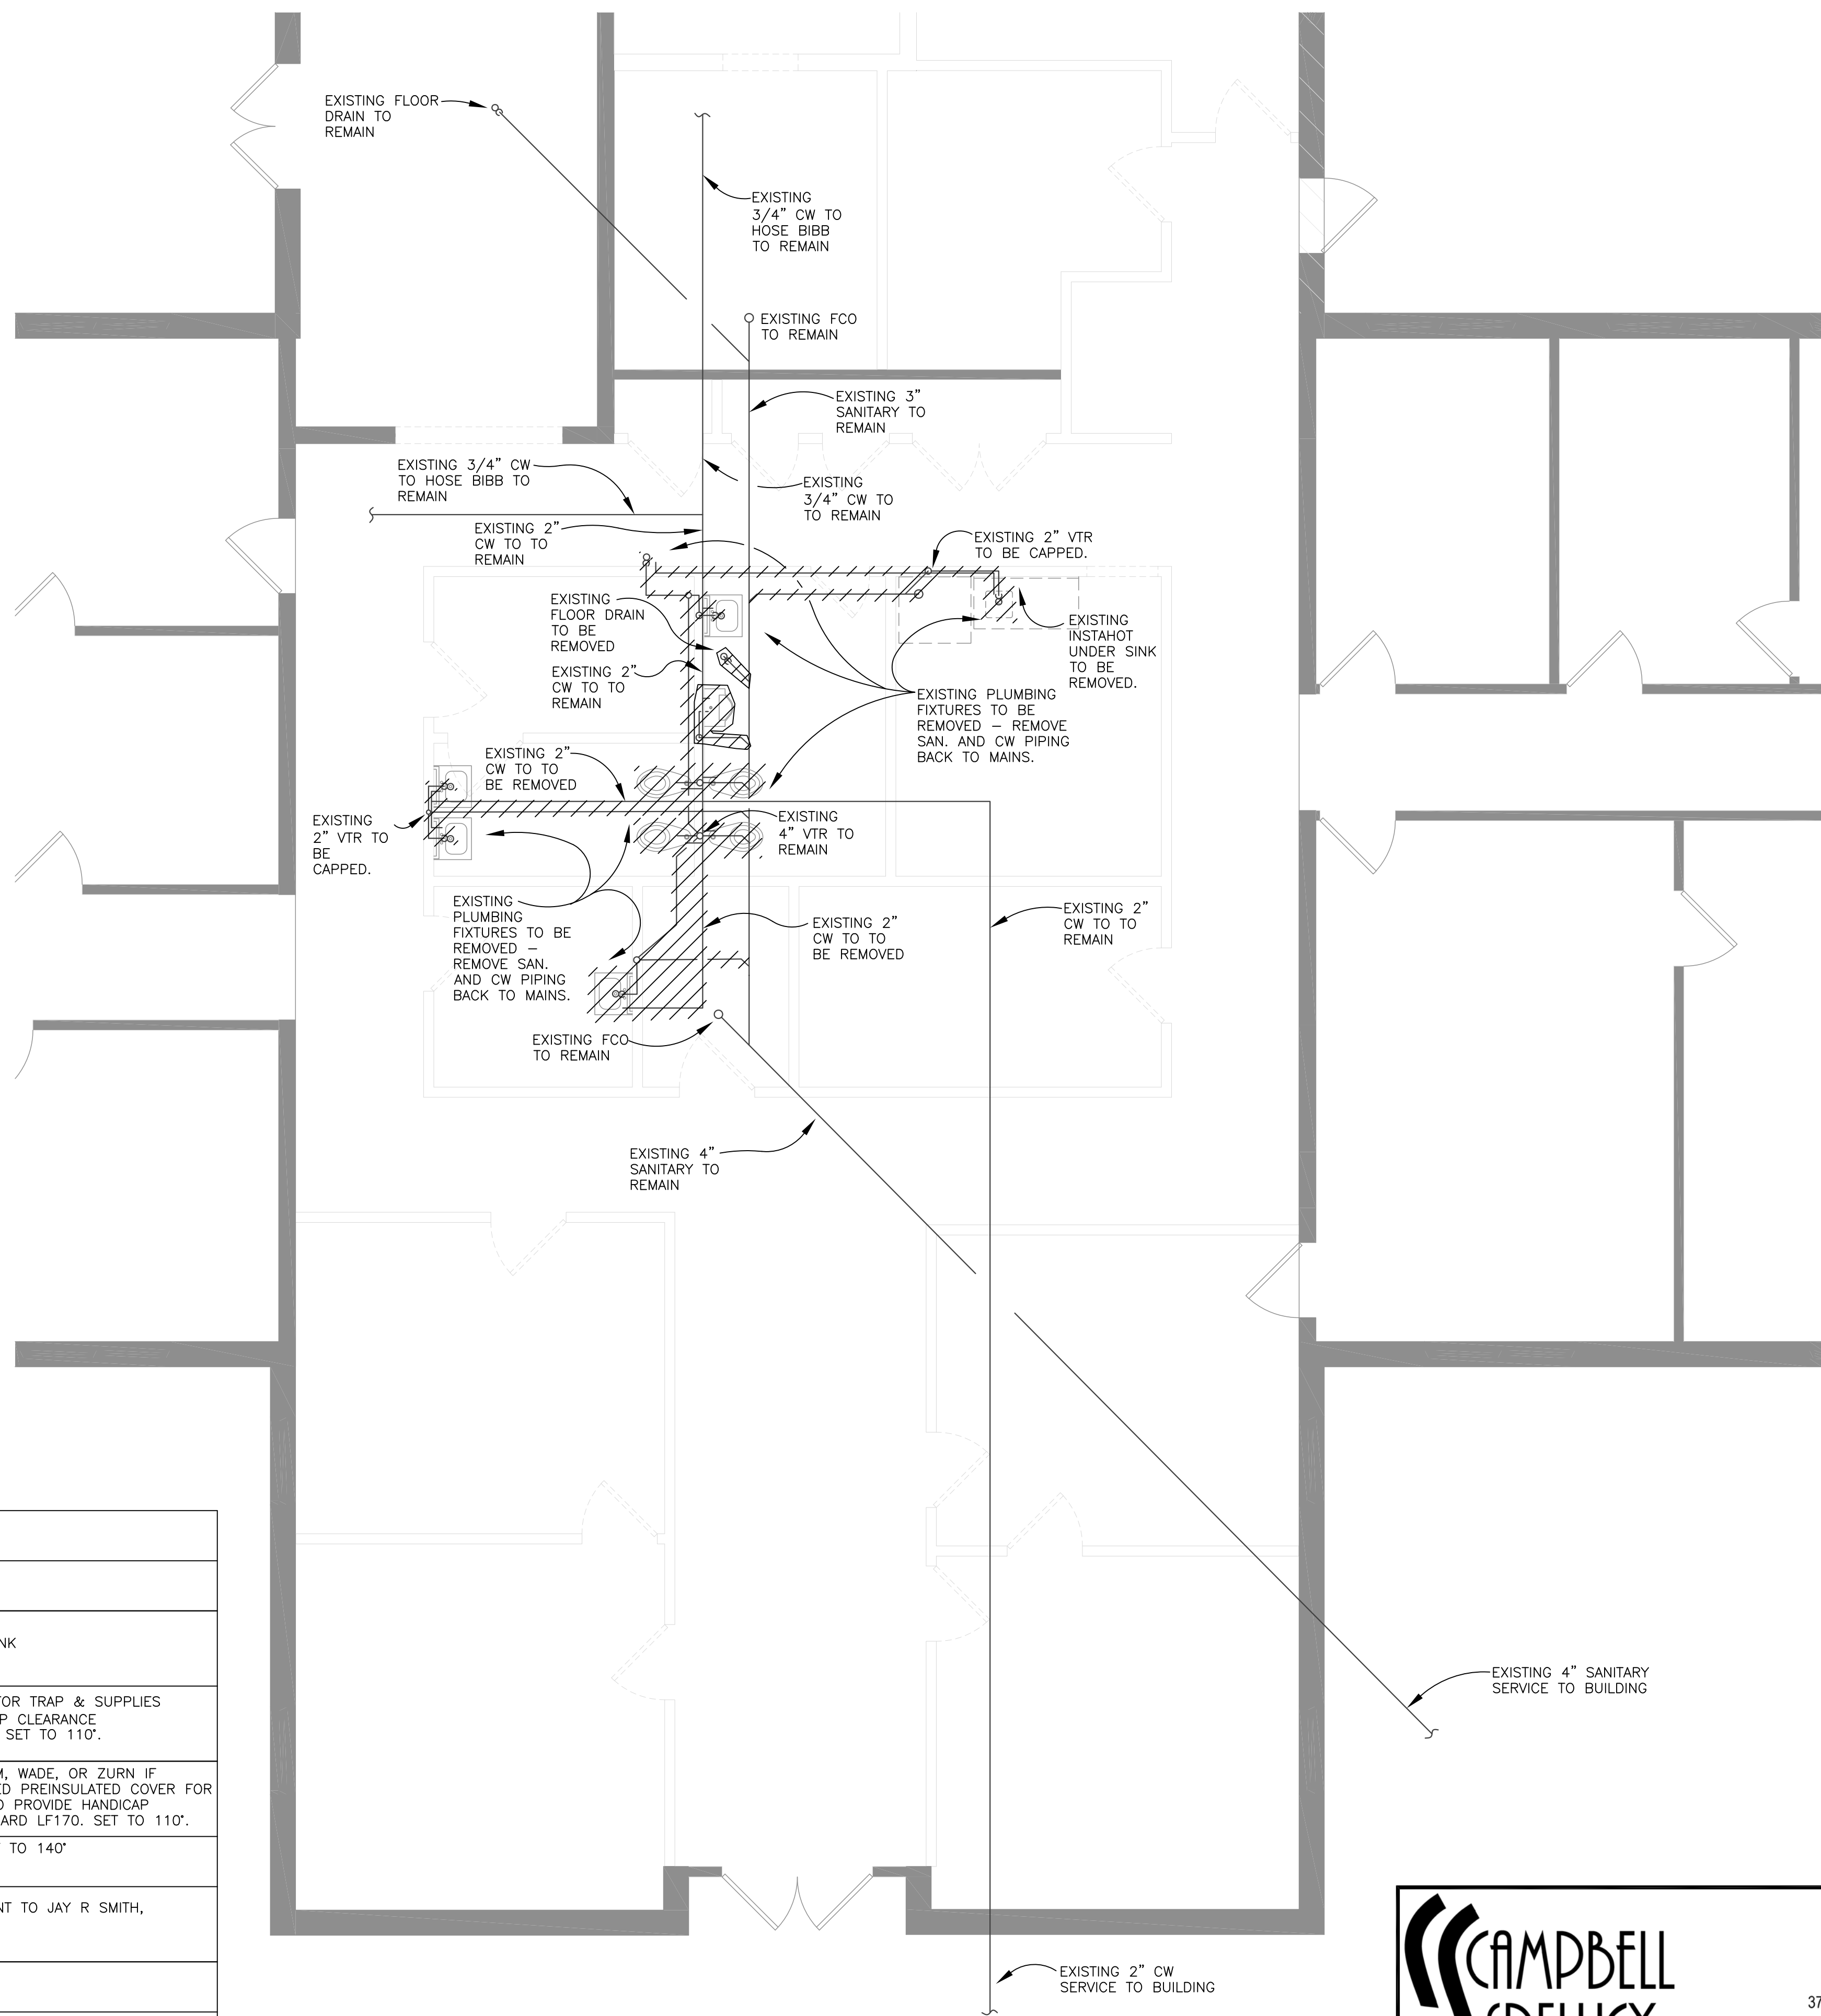 EXISTING FLOOR
DRAIN TO
REMAIN
EXISTING
3/4" CW TO
HOSE BIBB
TO REMAIN
EXISTING FCO
TO REMAIN
EXISTING 3"
SANITARY TO
REMAIN
EXISTING 3/4" CW
TO HOSE BIBB TO
REMAIN
EXISTING
3/4" CW TO
TO REMAIN
EXISTING 2"
CW TO TO
REMAIN
EXISTING 2" VTR
TO BE CAPPED.
EXISTING
FLOOR DRAIN
TO BE
REMOVED
EXISTING
INSTAHOT
UNDER SINK
TO BE
REMOVED.
EXISTING 2"
CW TO TO
REMAIN
EXISTING PLUMBING
FIXTURES TO BE
REMOVED – REMOVE
SAN. AND CW PIPING
BACK TO MAINS.
EXISTING 2"
CW TO TO
BE REMOVED
EXISTING
2" VTR TO
BE
CAPPED.
EXISTING
4" VTR TO
REMAIN
EXISTING
PLUMBING
FIXTURES TO BE
REMOVED –
REMOVE SAN.
AND CW PIPING
BACK TO MAINS.
EXISTING 2"
CW TO TO
BE REMOVED
EXISTING 2"
CW TO TO
REMAIN
EXISTING FCO
TO REMAIN
EXISTING 4"
SANITARY TO
REMAIN
EXISTING 4" SANITARY
SERVICE TO BUILDING
NK
OR TRAP & SUPPLIES
P CLEARANCE
SET TO 110°.
M, WADE, OR ZURN IF
ED PREINSULATED COVER FOR
O PROVIDE HANDICAP
ARD LF170. SET TO 110°.
TO 140°
NT TO JAY R SMITH,
EXISTING 2" CW
SERVICE TO BUILDING
CAMPBELL
37